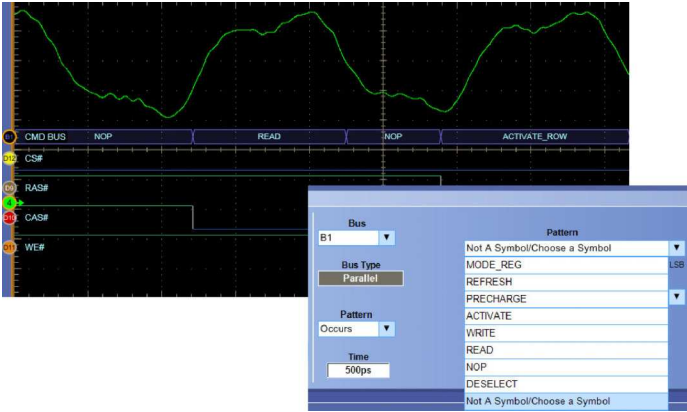 B1 CMD BUS NOP READ NOP ACTIVATE_ROW
D12 CS#
D9 RAS#
4
D10 CAS#
D11 WE#
Bus
B1
Bus Type
Parallel
Pattern
Occurs
Time
500ps
Pattern
Not A Symbol/Choose a Symbol
MODE_REG
LSB
REFRESH
PRECHARGE
ACTIVATE
WRITE
READ
NOP
DESELECT
Not A Symbol/Choose a Symbol